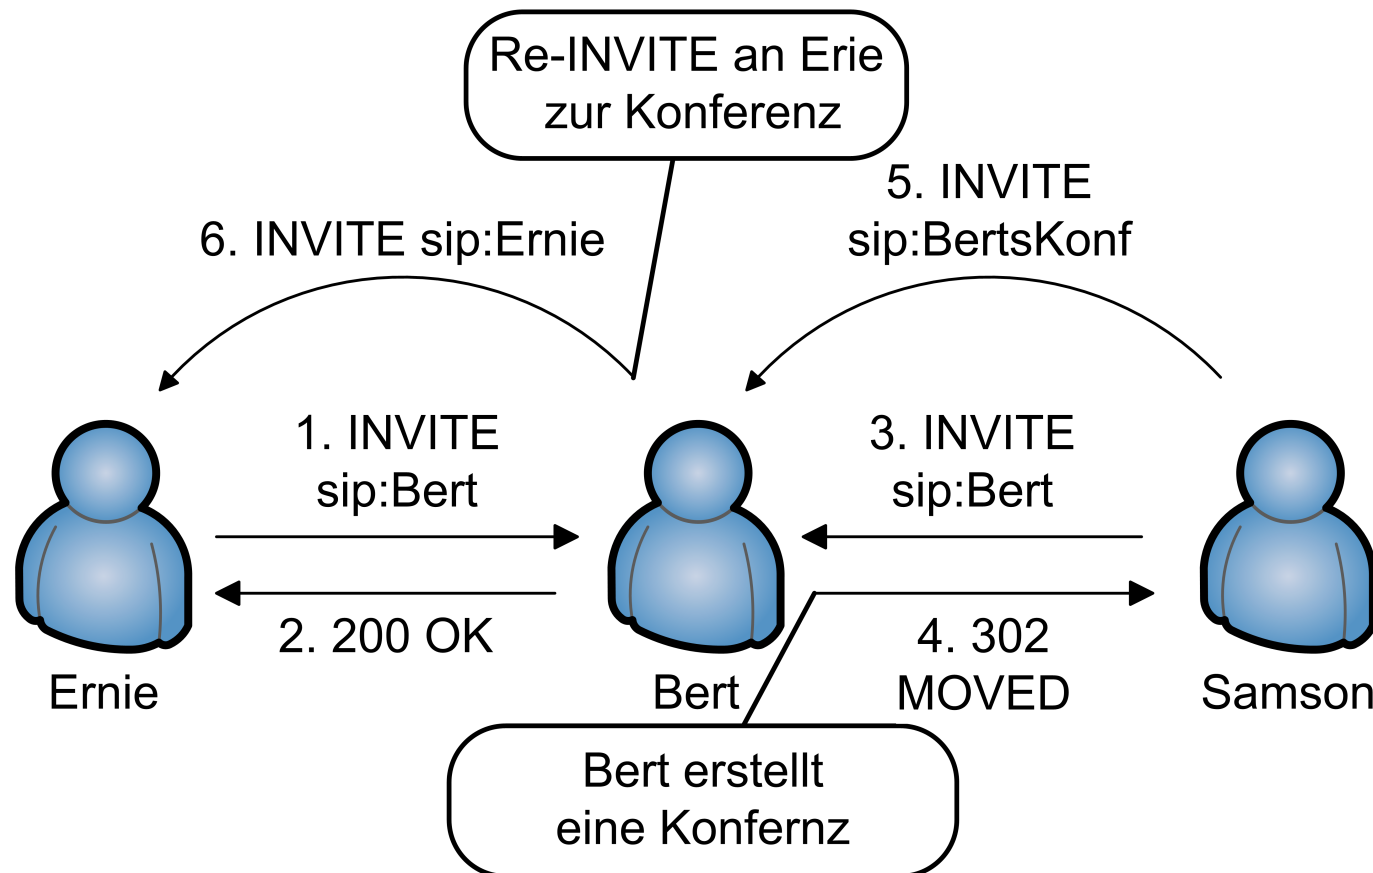 Re-INVITE an Erie
zur Konferenz
5. INVITE
sip:BertsKonf
6. INVITE sip:Ernie
1. INVITE
sip:Bert
3. INVITE
sip:Bert
2. 200 OK
4. 302
MOVED
Ernie
Bert
Samson
Bert erstellt
eine Konfernz